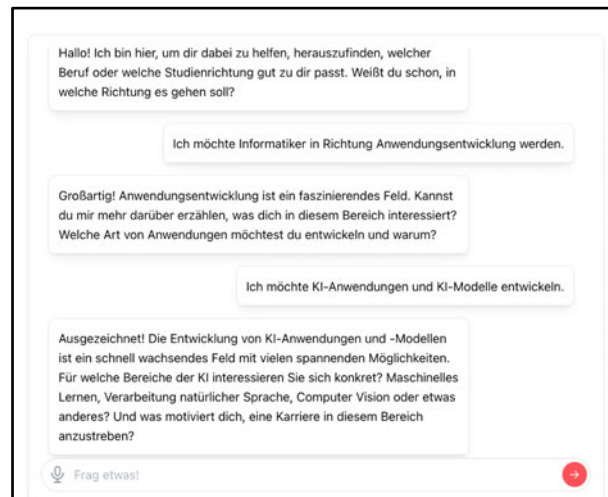 Hallo! Ich bin hier, um dir dabei zu helfen, herauszufinden, welcher
Beruf oder welche Studienrichtung gut zu dir passt. Weißt du schon, in
welche Richtung es gehen soll?
Ich möchte Informatiker in Richtung Anwendungsentwicklung werden.
Großartig! Anwendungsentwicklung ist ein faszinierendes Feld. Kannst
du mir mehr darüber erzählen, was dich in diesem Bereich interessiert?
Welche Art von Anwendungen möchtest du entwickeln und warum?
Ich möchte KI-Anwendungen und KI-Modelle entwickeln.
Ausgezeichnet! Die Entwicklung von KI-Anwendungen und -Modellen
ist ein schnell wachsendes Feld mit vielen spannenden Möglichkeiten.
Für welche Bereiche der KI interessieren Sie sich konkret? Maschinelles
Lernen, Verarbeitung natürlicher Sprache, Computer Vision oder etwas
anderes? Und was motiviert dich, eine Karriere in diesem Bereich
anzustreben?
Frag etwas!